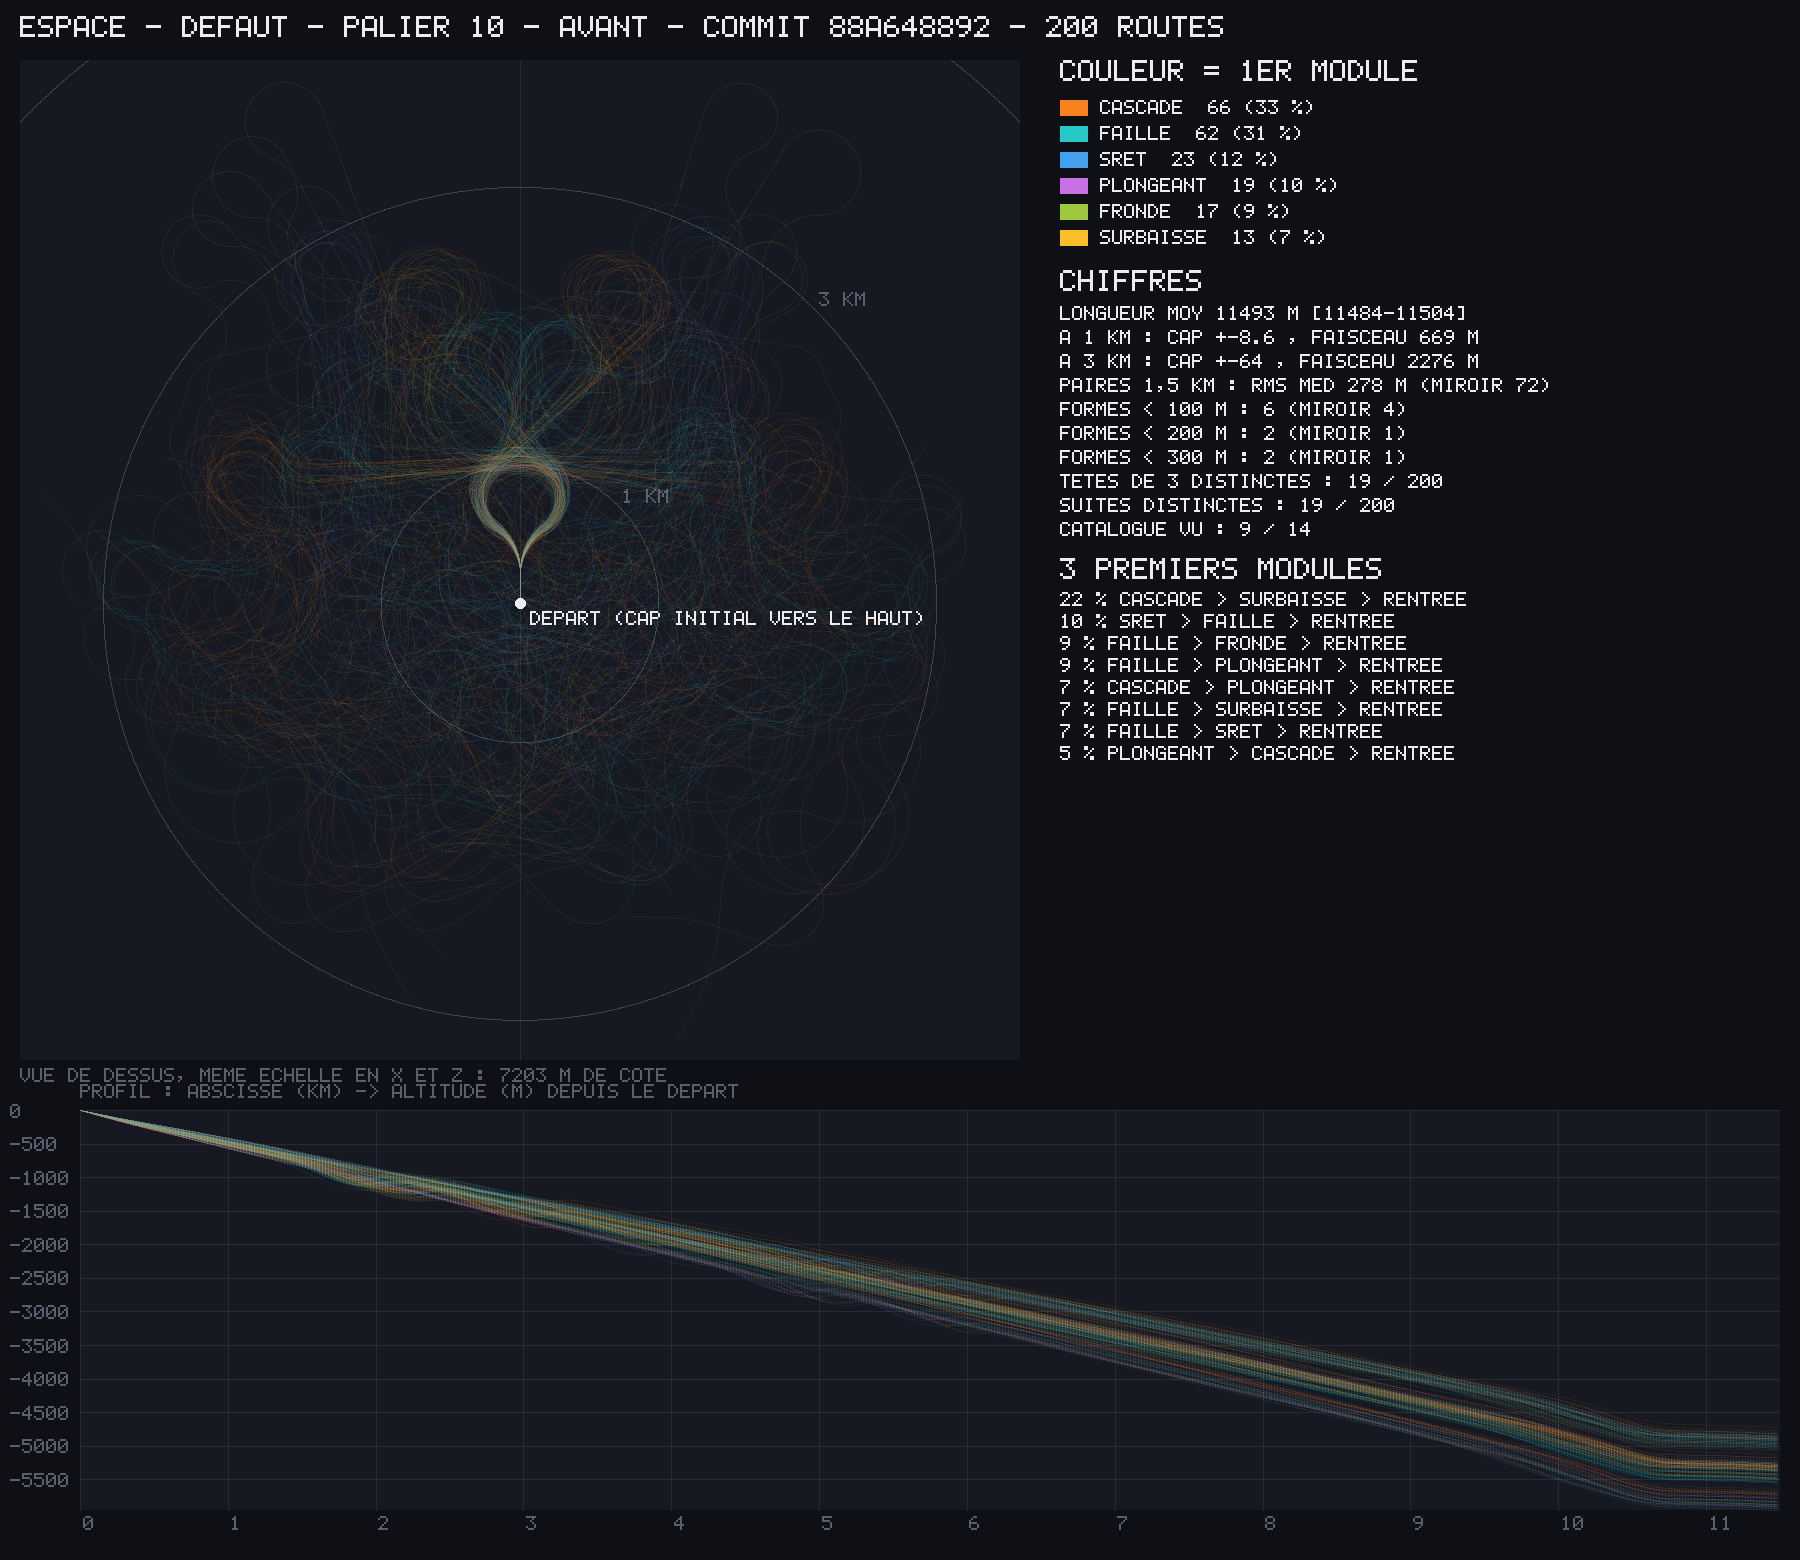 ESPACE - DEFAUT - PALIER 10 - AVANT - COMMIT 88A648892 - 200 ROUTES
COULEUR = 1ER MODULE
CASCADE 66 (33 %)
FAILLE 62 (31 %)
SRET 23 (12 %)
PLONGEANT 19 (10 %)
FRONDE 17 (9 %)
SURBAISSE 13 (7 %)
CHIFFRES
LONGUEUR MOY 11493 M [11484-11504]
A 1 KM : CAP +-8.6 , FAISCEAU 669 M
A 3 KM : CAP +-64 , FAISCEAU 2276 M
PAIRES 1,5 KM : RMS MED 278 M (MIROIR 72)
FORMES < 100 M : 6 (MIROIR 4)
FORMES < 200 M : 2 (MIROIR 1)
FORMES < 300 M : 2 (MIROIR 1)
TETES DE 3 DISTINCTES : 19 / 200
SUITES DISTINCTES : 19 / 200
CATALOGUE VU : 9 / 14
3 PREMIERS MODULES
22 % CASCADE > SURBAISSE > RENTREE
10 % SRET > FAILLE > RENTREE
9 % FAILLE > FRONDE > RENTREE
9 % FAILLE > PLONGEANT > RENTREE
7 % CASCADE > PLONGEANT > RENTREE
7 % FAILLE > SURBAISSE > RENTREE
7 % FAILLE > SRET > RENTREE
5 % PLONGEANT > CASCADE > RENTREE
3 KM
1 KM
DEPART (CAP INITIAL VERS LE HAUT)
VUE DE DESSUS, MEME ECHELLE EN X ET Z : 7203 M DE COTE
PROFIL : ABSCISSE (KM) -> ALTITUDE (M) DEPUIS LE DEPART
0
-500
-1000
-1500
-2000
-2500
-3000
-3500
-4000
-4500
-5000
-5500
0 1 2 3 4 5 6 7 8 9 10 11